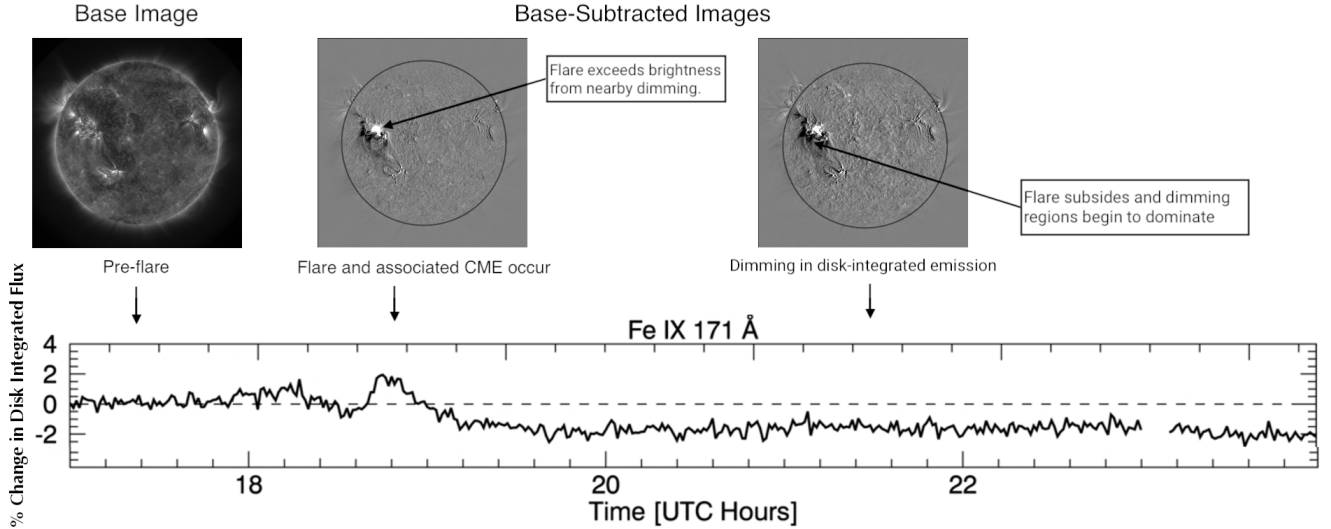 Base Image
Base-Subtracted Images
Flare exceeds brightness
from nearby dimming.
Flare subsides and dimming
regions begin to dominate
Pre-flare
Flare and associated CME occur
Dimming in disk-integrated emission
Fe IX 171 Å
% Change in Disk Integrated Flux
4
2
0
-2
18
20
22
Time [UTC Hours]